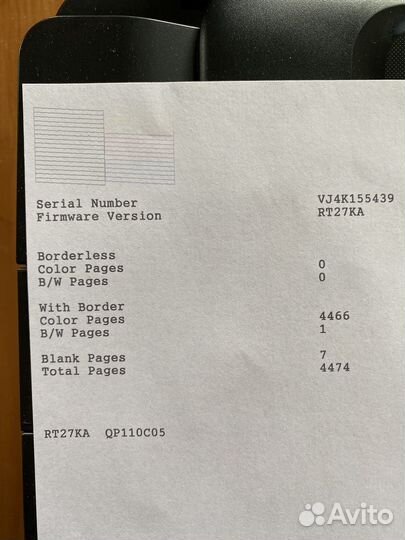 Serial Number VJ4K155439
Firmware Version RT27KA
Borderless
Color Pages 0
B/W Pages 0
With Border
Color Pages 4466
B/W Pages 1
Blank Pages 7
Total Pages 4474
RT27KA QP110C05
Avito